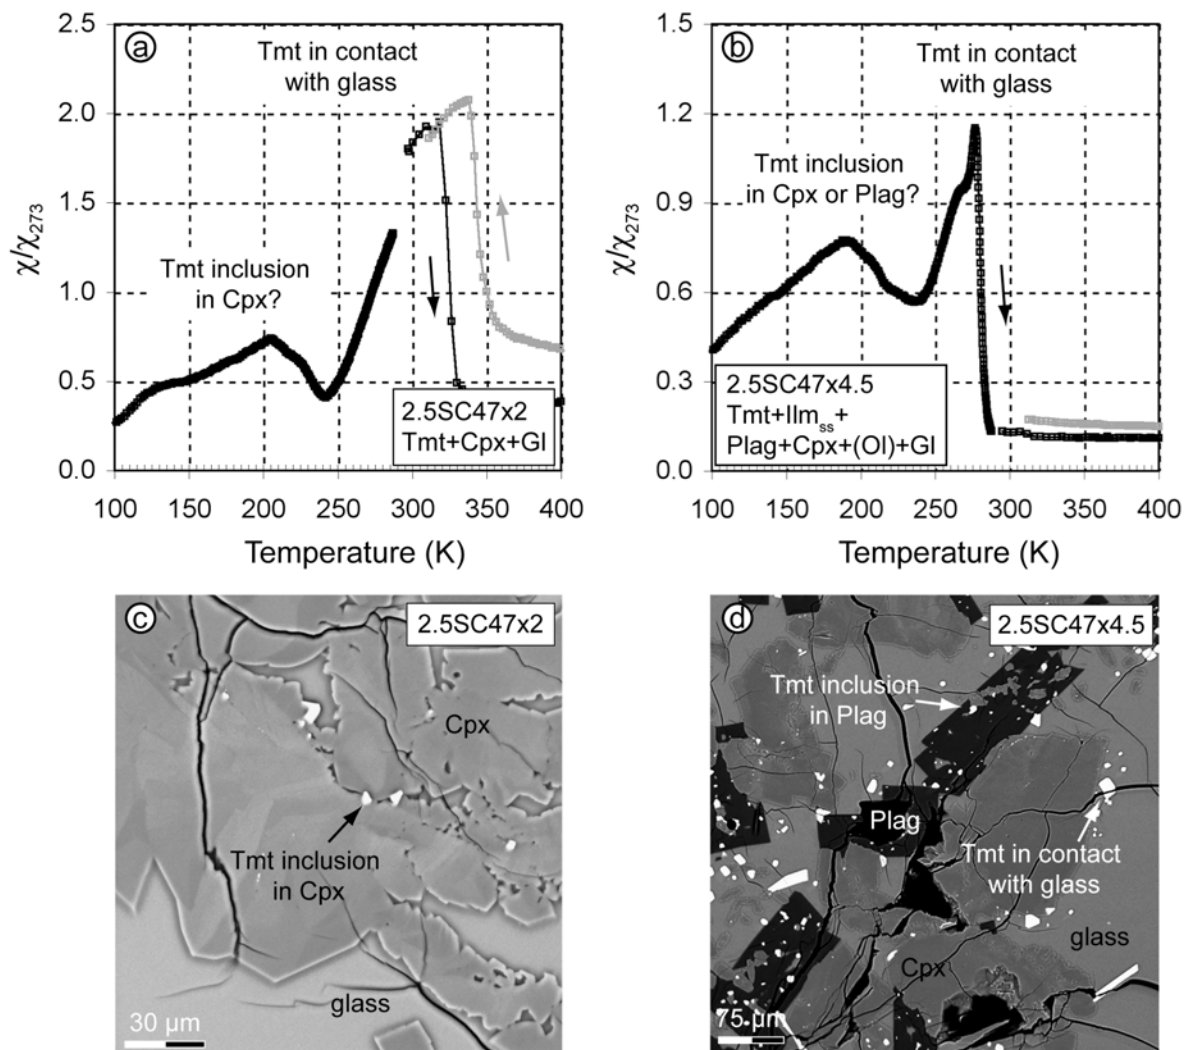 a
Tmt in contact
with glass
Tmt inclusion
in Cpx?
2.5SC47x2
Tmt+Cpx+Gl
2.5
2.0
1.5
1.0
0.5
0.0
χ/χ273
100 150 200 250 300 350 400
Temperature (K)
b
Tmt in contact
with glass
Tmt inclusion
in Cpx or Plag?
2.5SC47x4.5
Tmt+Ilmss+
Plag+Cpx+(Ol)+Gl
1.5
1.2
0.9
0.6
0.3
0.0
χ/χ273
100 150 200 250 300 350 400
Temperature (K)
c
2.5SC47x2
Cpx
Tmt inclusion
in Cpx
glass
30 µm
d
2.5SC47x4.5
Tmt inclusion
in Plag
Plag
Tmt in contact
with glass
glass
Cpx
75 µm